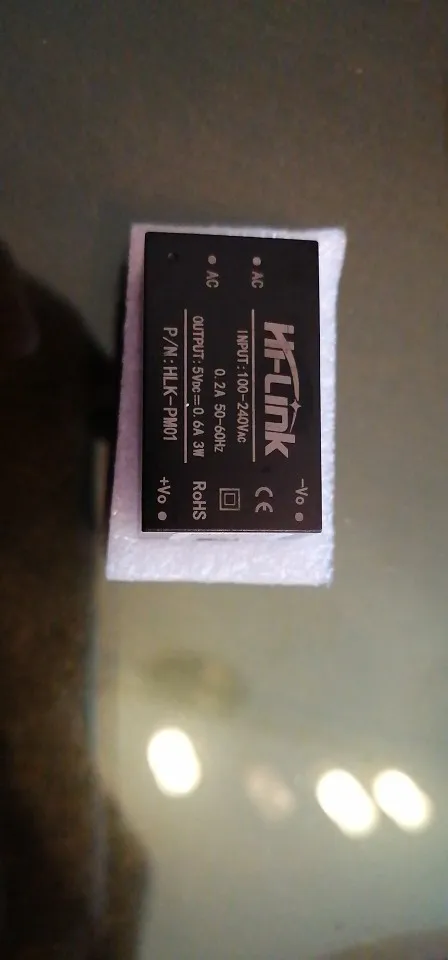 Hi-Link
INPUT:100-240VAC
0.2A 50-60Hz
OUTPUT:5VDC⎓0.6A 3W
P/N:HLK-PM01
AC
AC
-Vo
CE
RoHS
+Vo